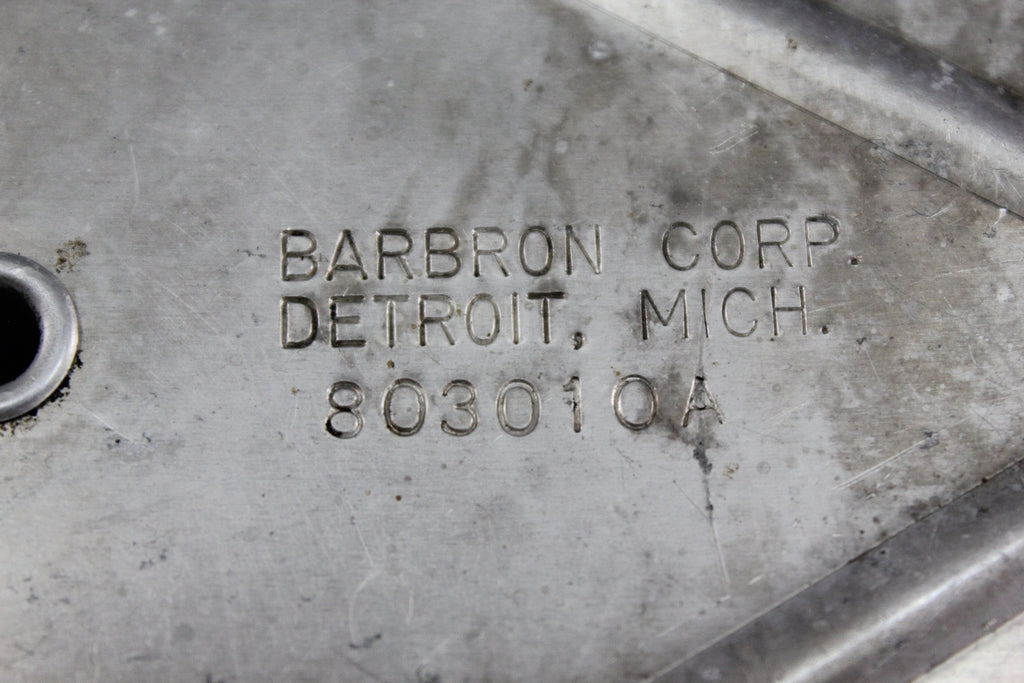 BARBRON CORP.
DETROIT, MICH.
803010A